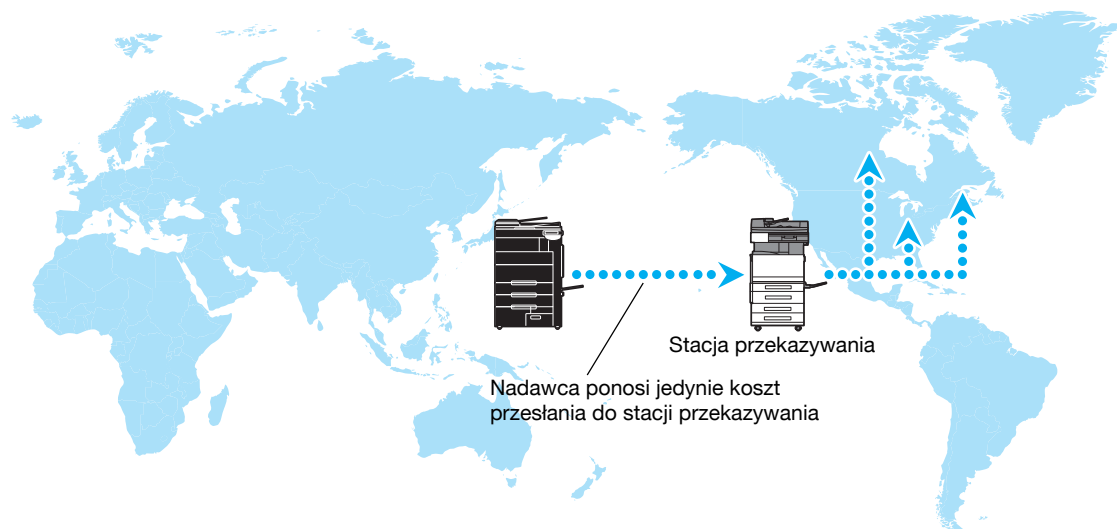 Stacja przekazywania
Nadawca ponosi jedynie koszt
przesłania do stacji przekazywania